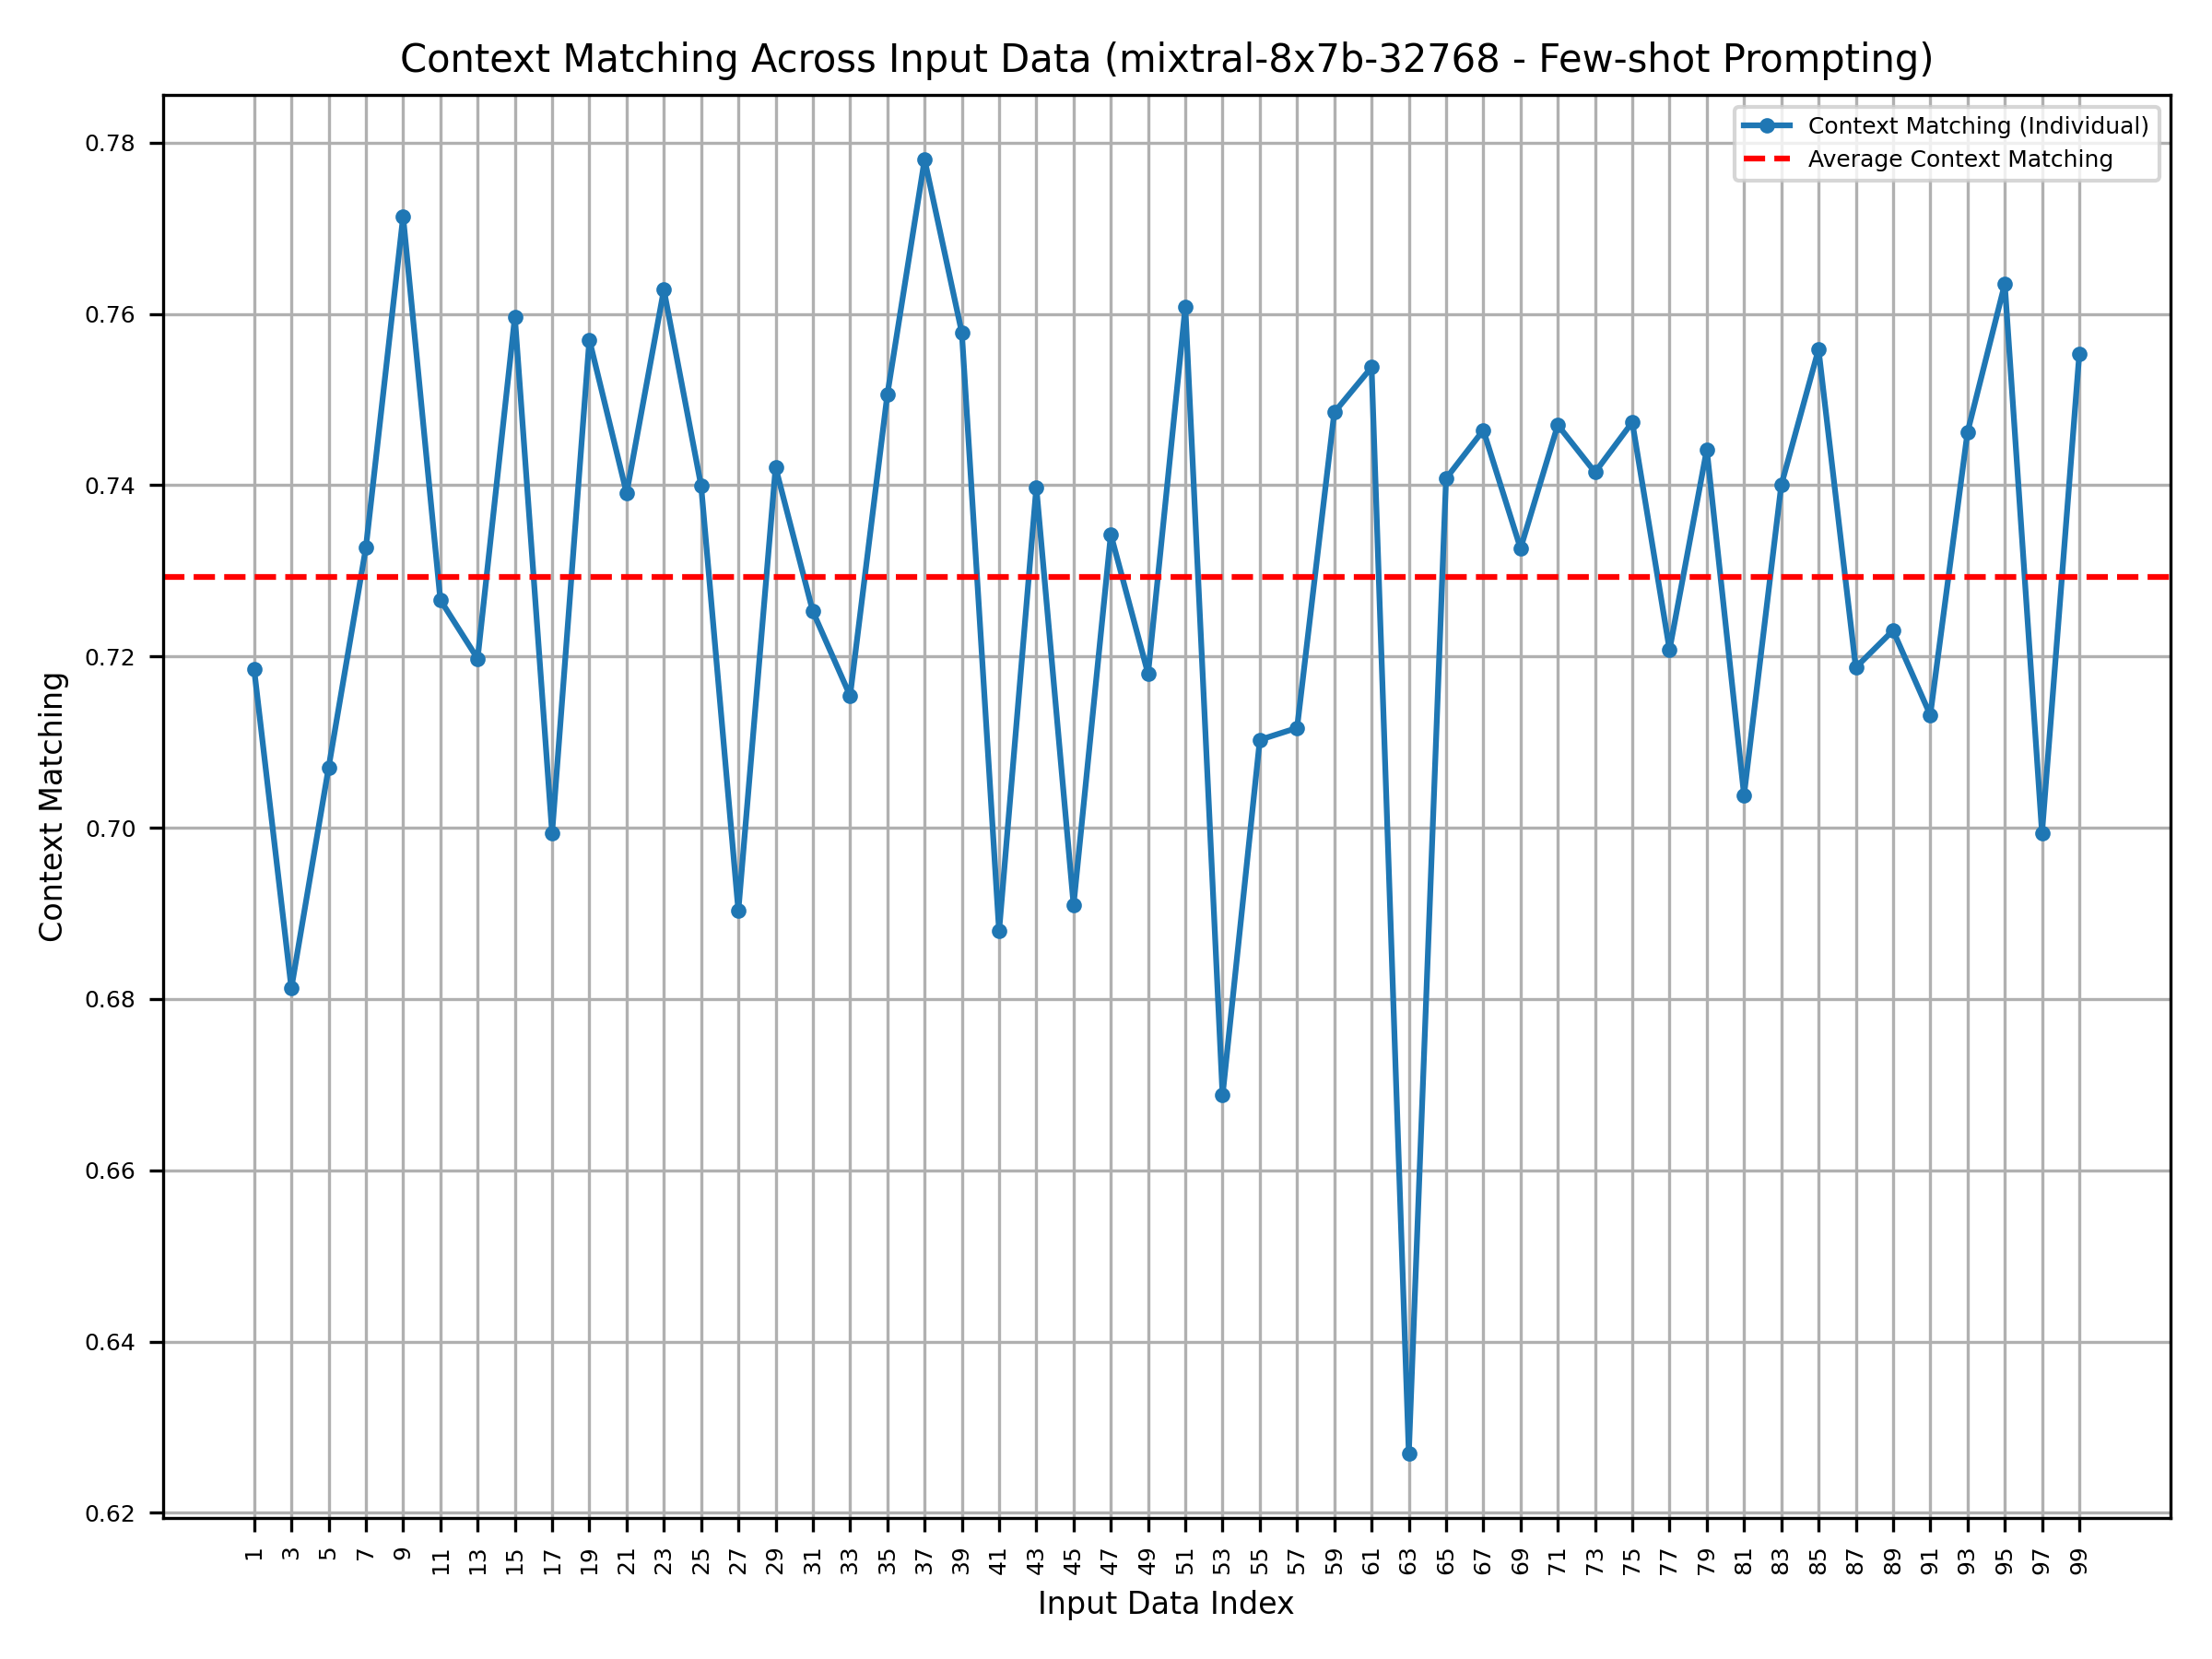 Context Matching Across Input Data (mixtral-8x7b-32768 - Few-shot Prompting)
Context Matching (Individual)
Average Context Matching
Context Matching
0.78
0.76
0.74
0.72
0.70
0.68
0.66
0.64
0.62
1 3 5 7 9 11 13 15 17 19 21 23 25 27 29 31 33 35 37 39 41 43 45 47 49 51 53 55 57 59 61 63 65 67 69 71 73 75 77 79 81 83 85 87 89 91 93 95 97 99
Input Data Index